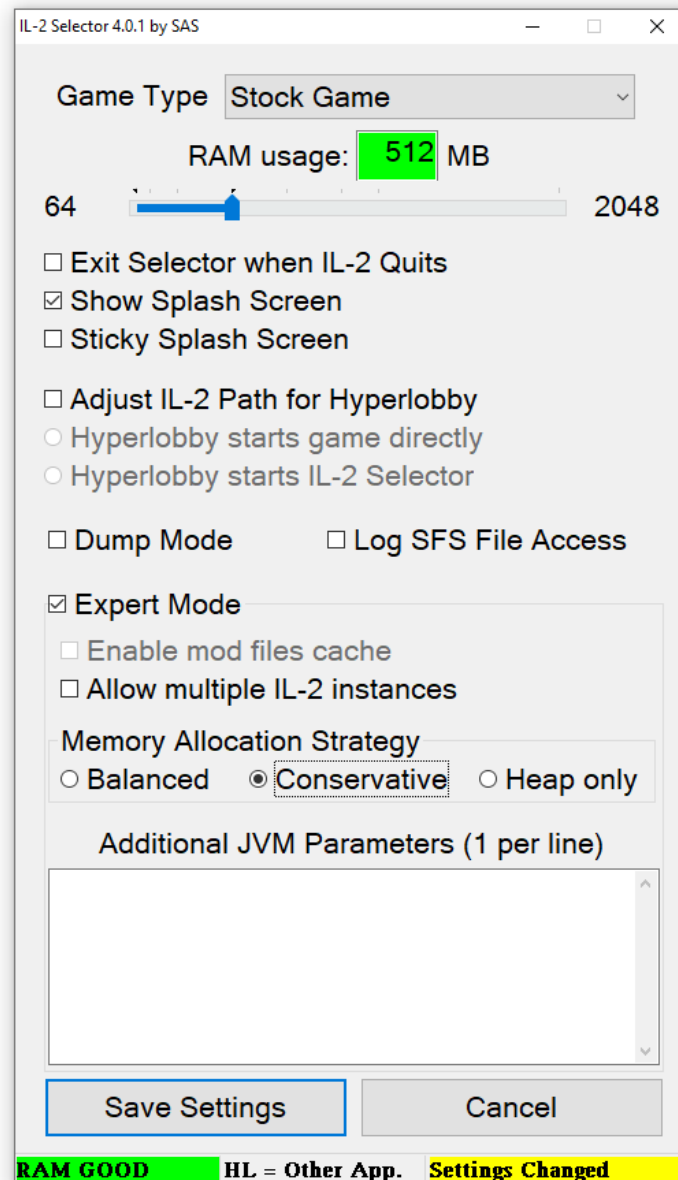 IL-2 Selector 4.0.1 by SAS
Game Type Stock Game
RAM usage: 512 MB
64 2048
Exit Selector when IL-2 Quits
Show Splash Screen
Sticky Splash Screen
Adjust IL-2 Path for Hyperlobby
Hyperlobby starts game directly
Hyperlobby starts IL-2 Selector
Dump Mode Log SFS File Access
Expert Mode
Enable mod files cache
Allow multiple IL-2 instances
Memory Allocation Strategy
Balanced Conservative Heap only
Additional JVM Parameters (1 per line)
Save Settings Cancel
RAM GOOD HL = Other App. Settings Changed